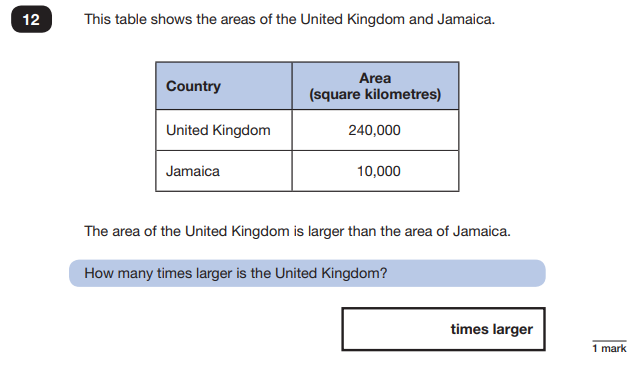 12 This table shows the areas of the United Kingdom and Jamaica.
Country Area
(square kilometres)
United Kingdom 240,000
Jamaica 10,000
The area of the United Kingdom is larger than the area of Jamaica.
How many times larger is the United Kingdom?
times larger
1 mark